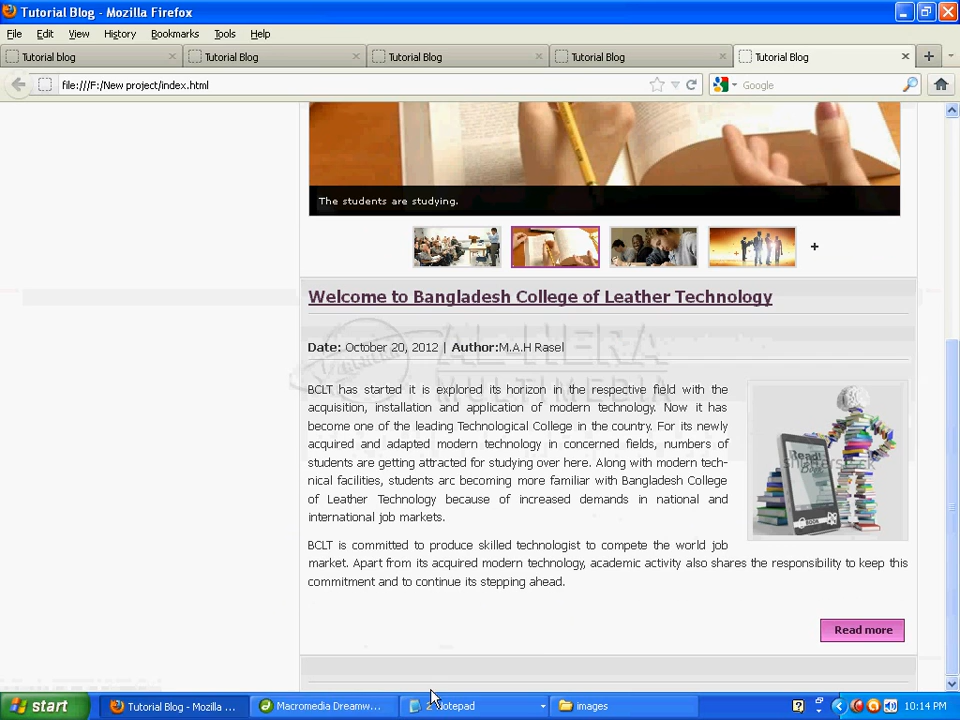 Tutorial Blog - Mozilla Firefox
File Edit View History Bookmarks Tools Help
Tutorial blog
Tutorial Blog
Tutorial Blog
Tutorial Blog
Tutorial Blog
file:///F:/New project/index.html
Google
The students are studying.
+
Welcome to Bangladesh College of Leather Technology
AL-HERA
MULTIMEDIA
Date: October 20, 2012 | Author:M.A.H Rasel
BCLT has started it is explored its horizon in the respective field with the
acquisition, installation and application of modern technology. Now it has
become one of the leading Technological College in the country. For its newly
acquired and adapted modern technology in concerned fields, numbers of
students are getting attracted for studying over here. Along with modern tech-
nical facilities, students arc becoming more familiar with Bangladesh College
of Leather Technology because of increased demands in national and
international job markets.
Read!
shutterstock
BCLT is committed to produce skilled technologist to compete the world job
market. Apart from its acquired modern technology, academic activity also shares the responsibility to keep this
commitment and to continue its stepping ahead.
Read more
start
Tutorial Blog - Mozilla ...
Macromedia Dreamw...
2 Notepad
images
10:14 PM